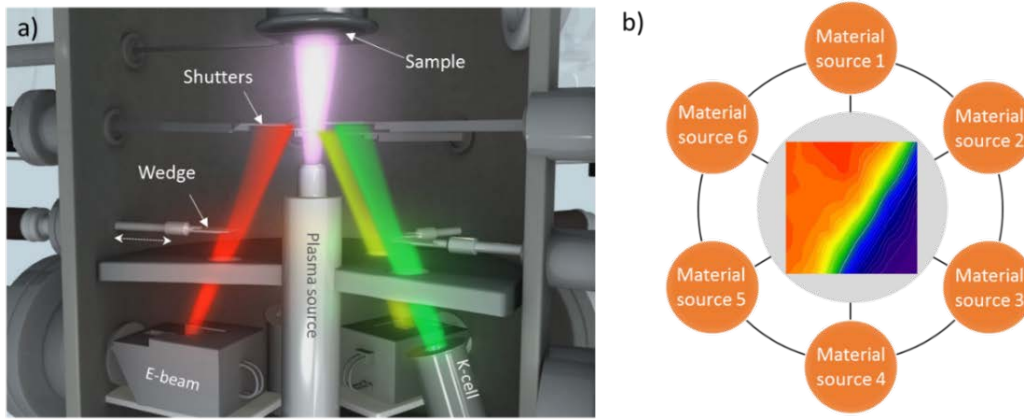 a)
Sample
Shutters
Wedge
Plasma source
E-beam
K-cell
b)
Material
source 1
Material
source 2
Material
source 3
Material
source 4
Material
source 5
Material
source 6